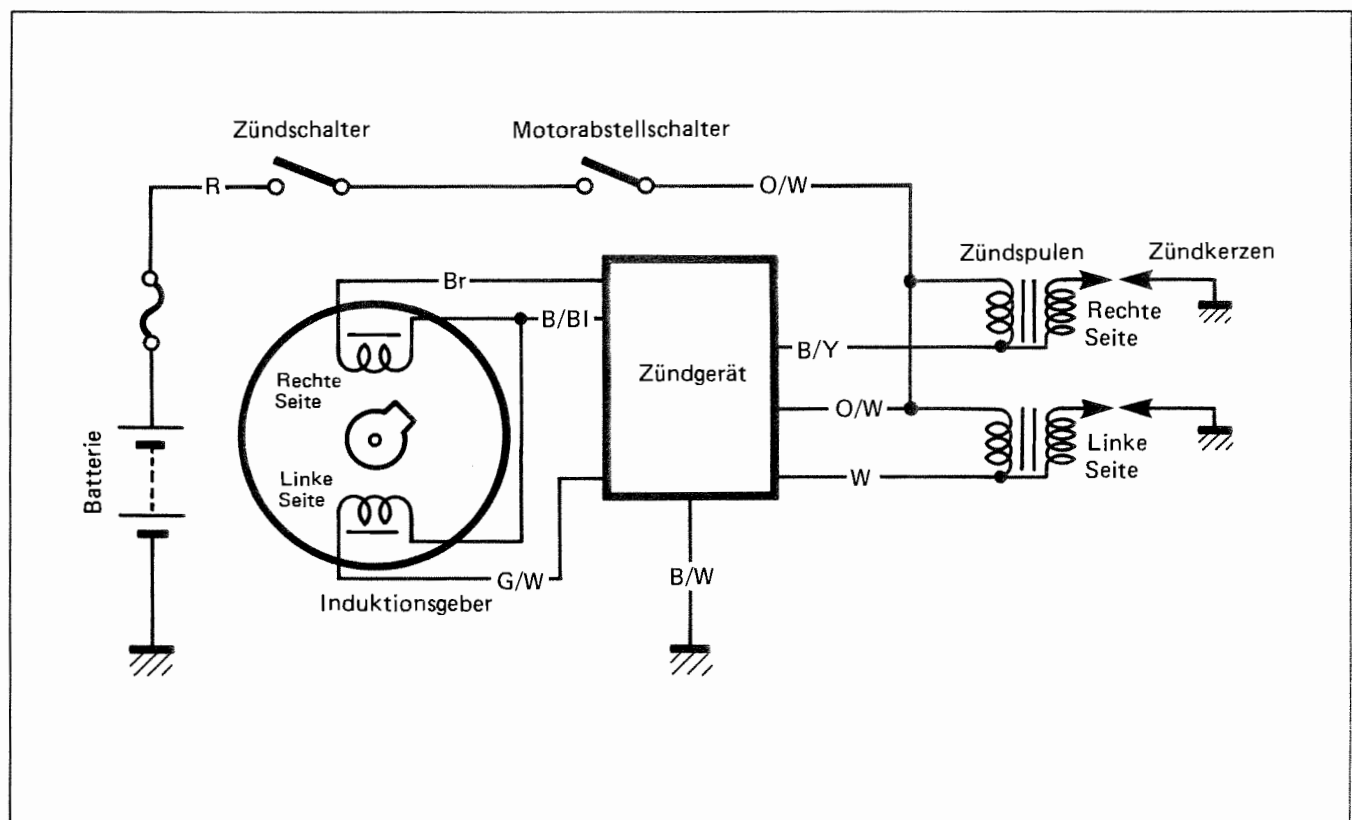 Zündschalter
Motorabstellschalter
R
O/W
Zündspulen
Zündkerzen
Br
B/Bl
Rechte
Seite
Rechte
Seite
B/Y
Zündgerät
O/W
Linke
Seite
Linke
Seite
W
Batterie
G/W
B/W
Induktionsgeber